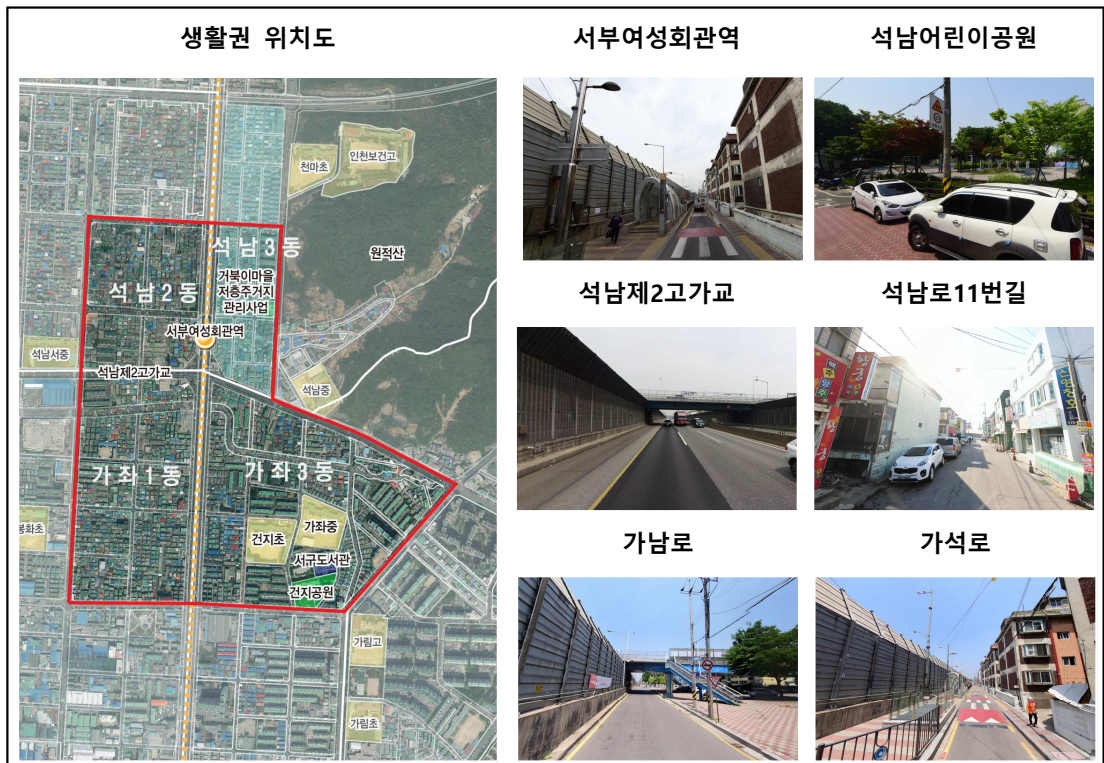 생활권 위치도
서부여성회관역
석남어린이공원
천마초
인천보건고
석남3동
원적산
거북이마을
저층주거지
관리사업
석남2동
서부여성회관역
석남서중
석남제2고가교
석남중
가좌1동
가좌3동
가좌중
건지초
봉화초
서구도서관
건지공원
가림고
가림초
석남제2고가교
석남로11번길
가남로
가석로